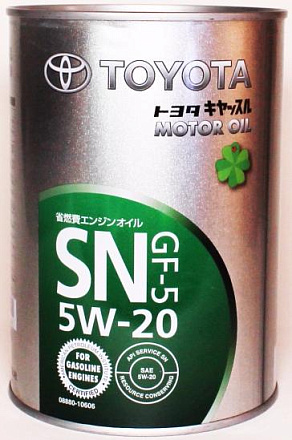 TOYOTA
トヨタ キヤッスル
MOTOR OIL
省燃費エンジンオイル
SN
GF-5
5W-20
FOR
GASOLINE
ENGINES
CERTIFIED
API SERVICE SN
SAE
5W-20
RESOURCE CONSERVING
08880-10606